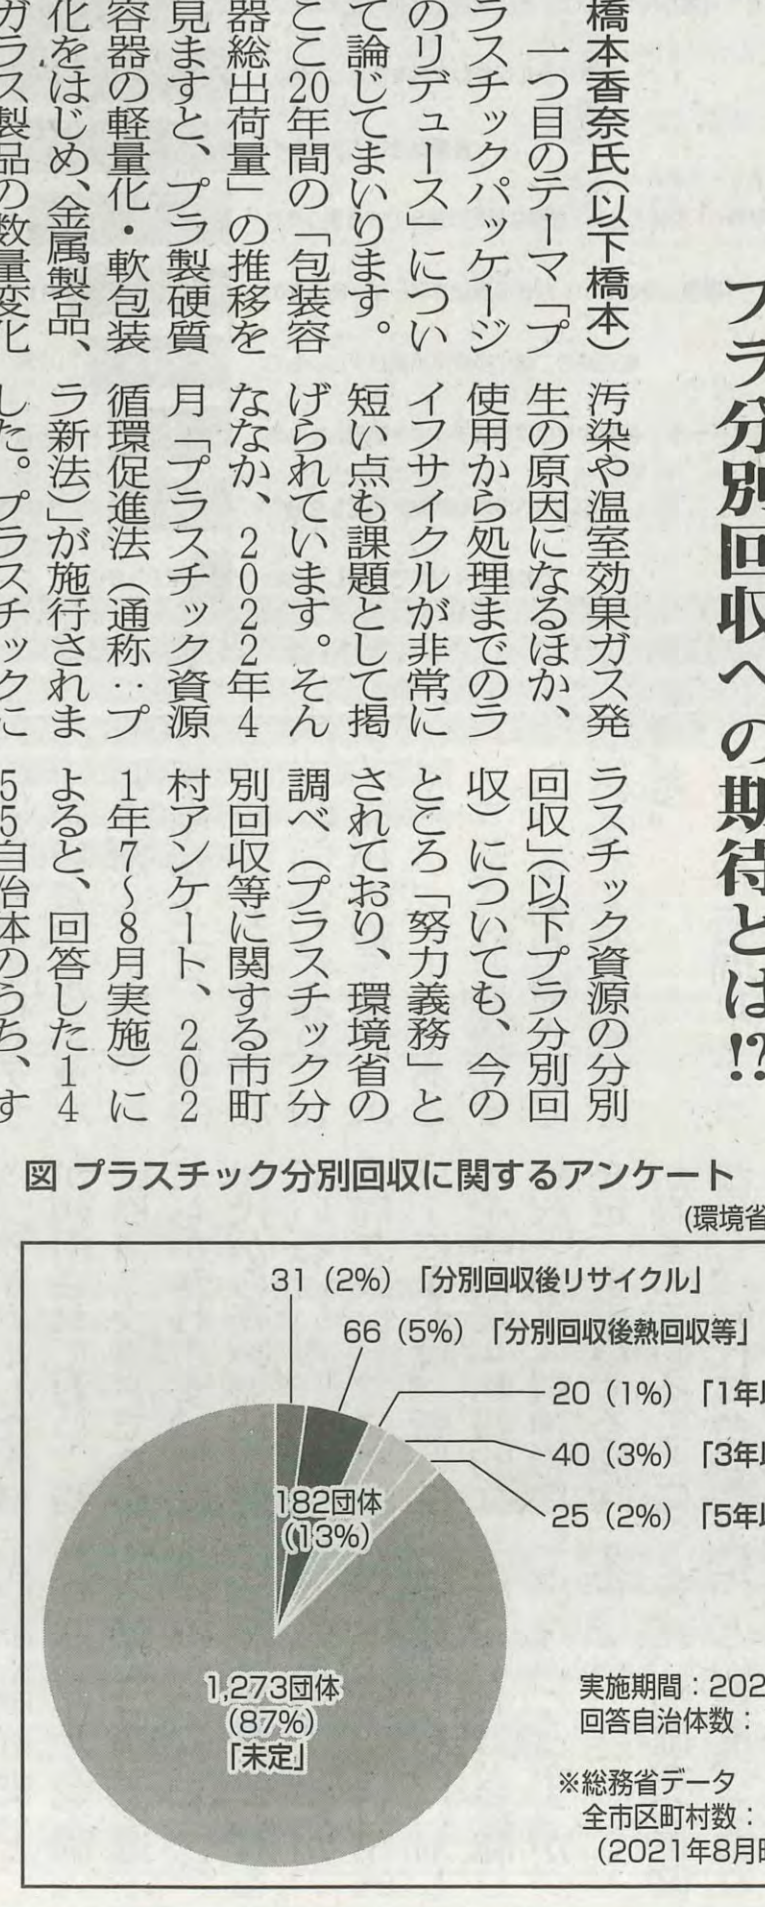 プラ分別回収への期待とは!?
橋本香奈氏(以下橋本)
一つ目のテーマ「プ
ラスチックパッケージ
のリデュース」につい
て論じてまいります。
ここ20年間の「包装容
器総出荷量」の推移を
見ますと、プラ製硬質
容器の軽量化・軟包装
化をはじめ、金属製品、
ガラス製品の数量変化
汚染や温室効果ガス発
生の原因になるほか、
使用から処理までのラ
イフサイクルが非常に
短い点も課題として掲
げられています。そん
ななか、2022年4
月「プラスチック資源
循環促進法(通称:プ
ラ新法)」が施行されま
した。プラスチックに
ラスチック資源の分別
回収」(以下プラ分別回
収)についても、今の
ところ「努力義務」と
されており、環境省の
調べ(プラスチック分
別回収等に関する市町
村アンケート、202
1年7~8月実施)に
よると、回答した14
55自治体のうち、す
図 プラスチック分別回収に関するアンケート
(環境省
31(2%)「分別回収後リサイクル」
66(5%)「分別回収後熱回収等」
20(1%)「1年以
40(3%)「3年以
25(2%)「5年以
182団体
(13%)
1,273団体
(87%)
「未定」
実施期間:202
回答自治体数:
※総務省データ
全市区町村数:
(2021年8月時